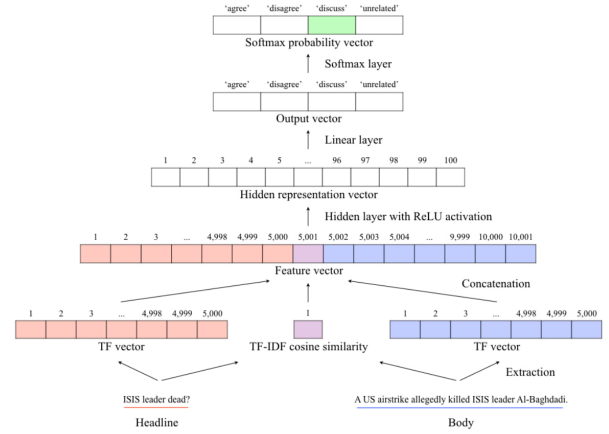 'agree' 'disagree' 'discuss' 'unrelated'
Softmax probability vector
Softmax layer
'agree' 'disagree' 'discuss' 'unrelated'
Output vector
Linear layer
1 2 3 4 5 ... 96 97 98 99 100
Hidden representation vector
Hidden layer with ReLU activation
1 2 3 ... 4,998 4,999 5,000 5,001 5,002 5,003 5,004 ... 9,999 10,000 10,001
Feature vector
Concatenation
1 2 3 ... 4,998 4,999 5,000 1 1 2 3 ... 4,998 4,999 5,000
TF vector TF-IDF cosine similarity TF vector
Extraction
ISIS leader dead? A US airstrike allegedly killed ISIS leader Al-Baghdadi.
Headline Body